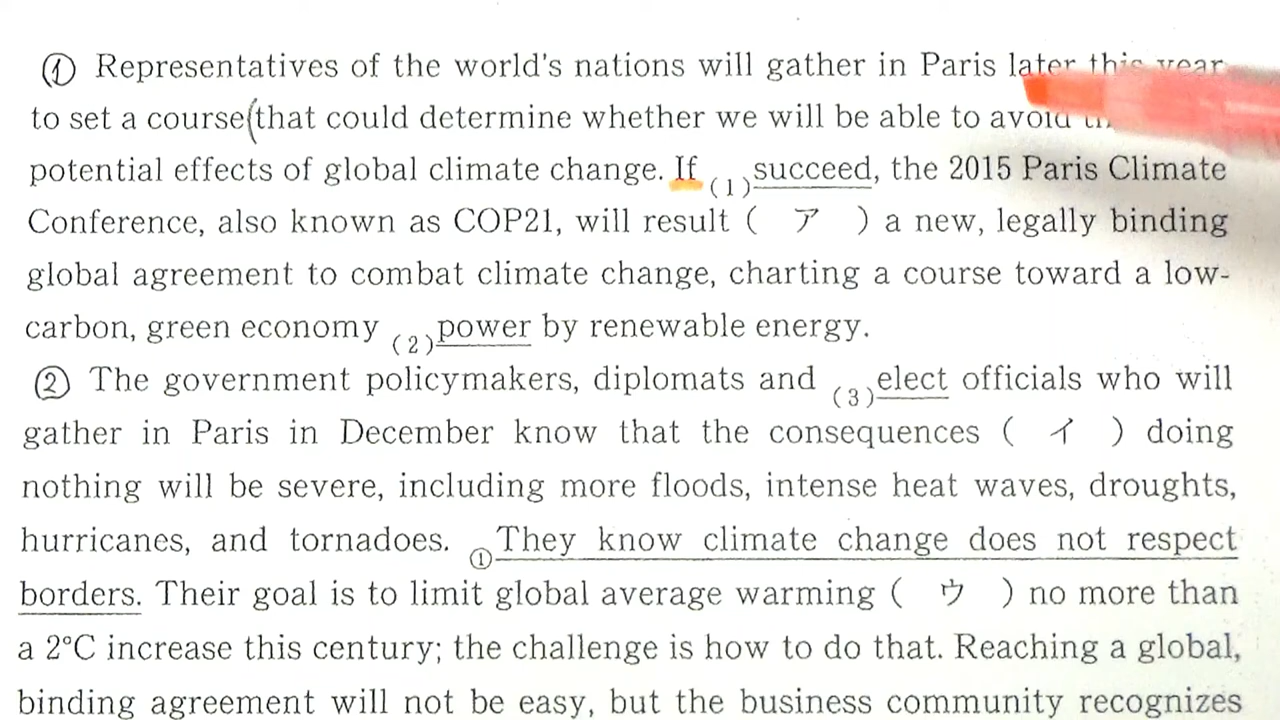 ① Representatives of the world's nations will gather in Paris later this year
to set a course(that could determine whether we will be able to avoid
potential effects of global climate change. If (1)succeed, the 2015 Paris Climate
Conference, also known as COP21, will result ( ア ) a new, legally binding
global agreement to combat climate change, charting a course toward a low-
carbon, green economy (2)power by renewable energy.
② The government policymakers, diplomats and (3)elect officials who will
gather in Paris in December know that the consequences ( イ ) doing
nothing will be severe, including more floods, intense heat waves, droughts,
hurricanes, and tornadoes. ①They know climate change does not respect
borders. Their goal is to limit global average warming ( ウ ) no more than
a 2°C increase this century; the challenge is how to do that. Reaching a global,
binding agreement will not be easy, but the business community recognizes